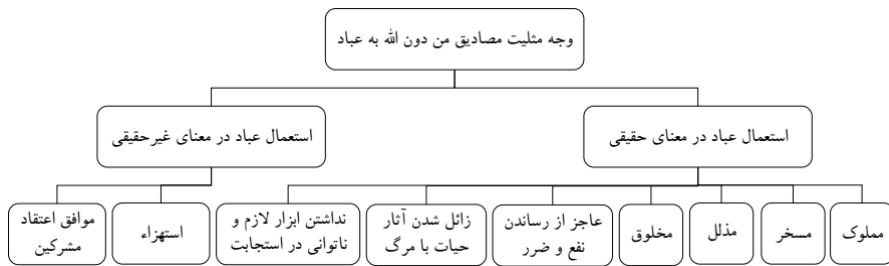 وجه مثلیت مصادیق من دون الله به عباد
استعمال عباد در معنای حقیقی
استعمال عباد در معنای غیرحقیقی
مملوک
مسخر
مذلل
مخلوق
عاجز از رساندن
نفع و ضرر
زائل شدن آثار
حیات با مرگ
نداشتن ابزار لازم و
ناتوانی در استجابت
استهزاء
موافق اعتقاد
مشرکین